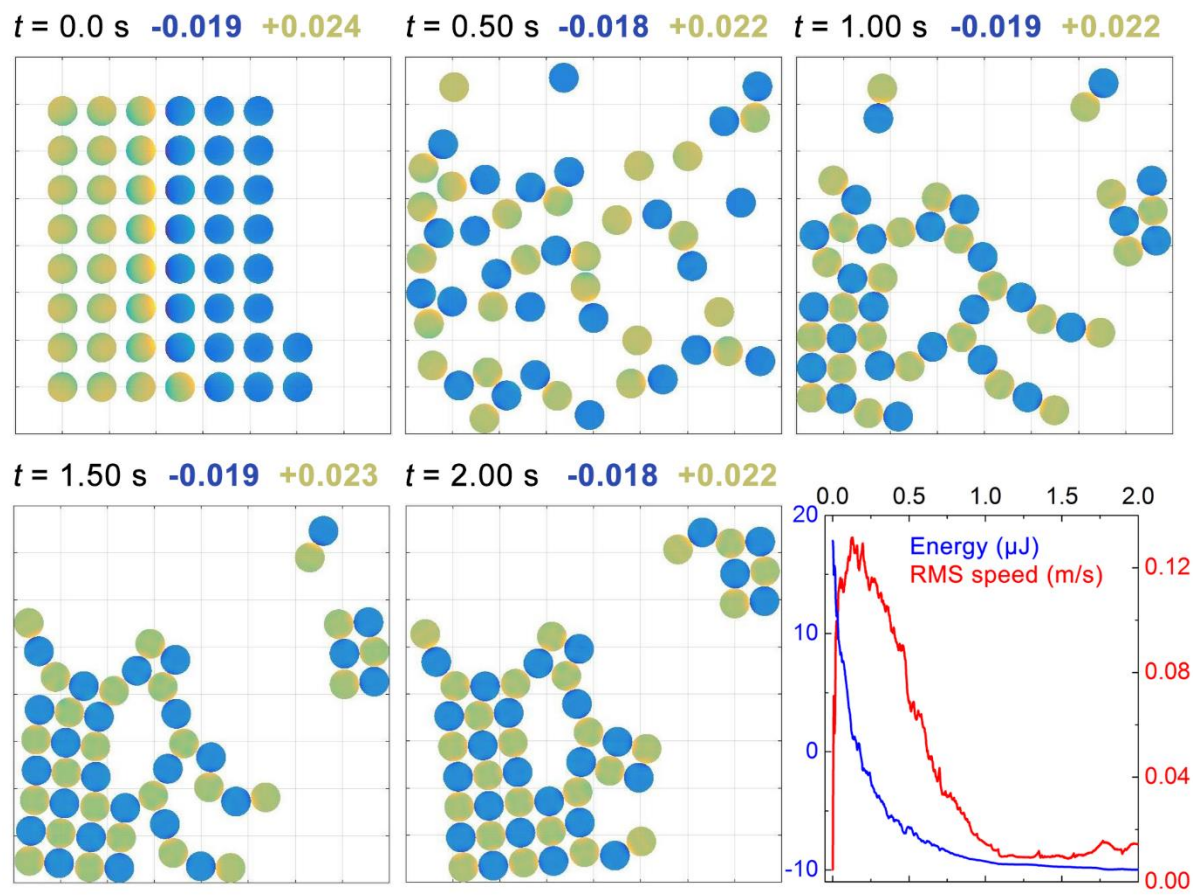 t = 0.0 s -0.019 +0.024
t = 0.50 s -0.018 +0.022
t = 1.00 s -0.019 +0.022
t = 1.50 s -0.019 +0.023
t = 2.00 s -0.018 +0.022
0.0 0.5 1.0 2.0
20
Energy (µJ)
RMS speed (m/s)
0.12
10
0.08
0
0.04
-10
0.00